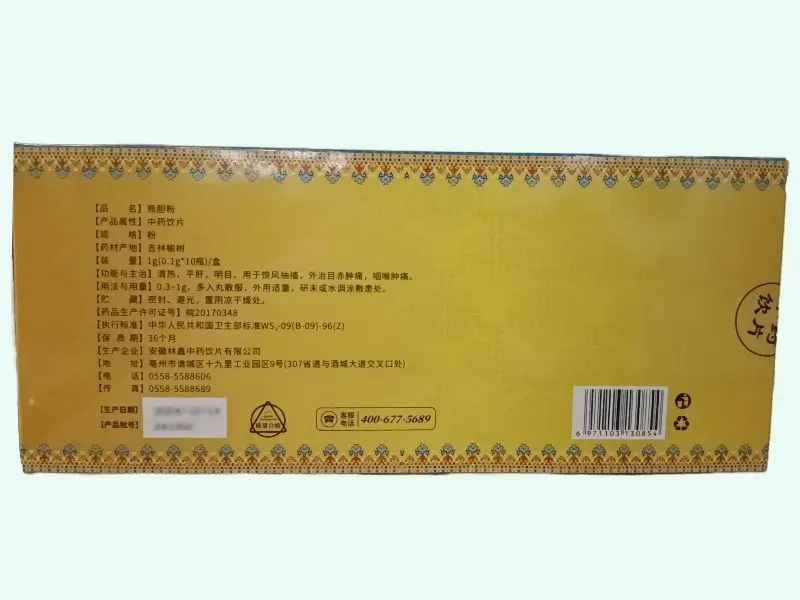 【品 名】熊胆粉
【产品属性】中药饮片
【规 格】粉
【药材产地】吉林榆树
【装 量】1g(0.1g*10瓶)/盒
【功能与主治】清热，平肝，明目。用于惊风抽搐，外治目赤肿痛，咽喉肿痛。
【用法与用量】0.3~1g，多入丸散服，外用适量，研末或水调涂敷患处。
【贮 藏】密封、避光，置阴凉干燥处。
【药品生产许可证号】皖20170348
【执行标准】中华人民共和国卫生部标准WS₁-09(B-09)-96(Z)
【保 质 期】36个月
【生产企业】安徽林鑫中药饮片有限公司
【地 址】亳州市谯城区十九里工业园区9号(307省道与酒城大道交叉口处)
【电 话】0558-5588606
【传 真】0558-5588689
【生产日期】
【产品批号】
质量合格
客服电话 400-677-5689
6 971103 130854
药
饮片